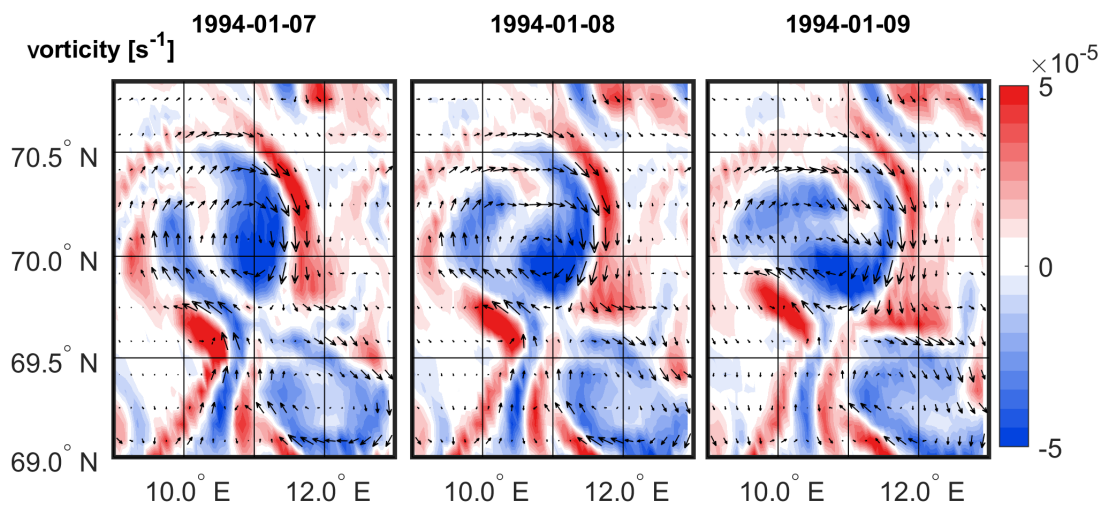 1994-01-07 1994-01-08 1994-01-09
vorticity [s⁻¹]
×10⁻⁵
5
70.5° N
70.0° N
0
69.5° N
69.0° N
-5
10.0° E 12.0° E 10.0° E 12.0° E 10.0° E 12.0° E